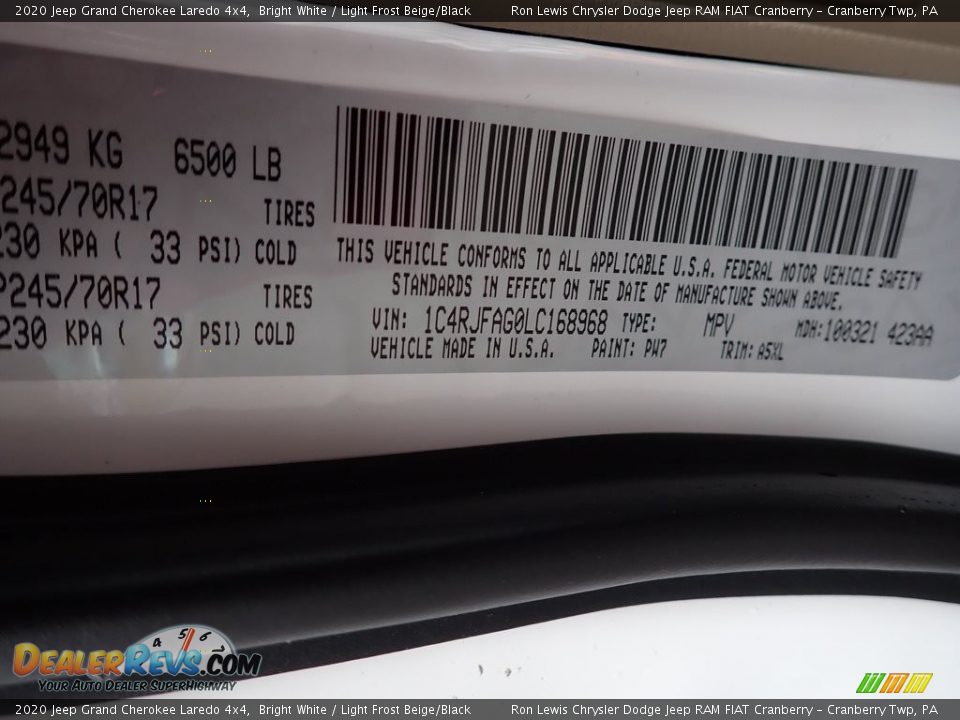 2020 Jeep Grand Cherokee Laredo 4x4, Bright White / Light Frost Beige/Black Ron Lewis Chrysler Dodge Jeep RAM FIAT Cranberry - Cranberry Twp, PA
2949 KG 6500 LB
245/70R17 TIRES
230 KPA ( 33 PSI) COLD
P245/70R17 TIRES
230 KPA ( 33 PSI) COLD
THIS VEHICLE CONFORMS TO ALL APPLICABLE U.S.A. FEDERAL MOTOR VEHICLE SAFETY
STANDARDS IN EFFECT ON THE DATE OF MANUFACTURE SHOWN ABOVE.
VIN: 1C4RJFAG0LC168968 TYPE: MPV MDH:100321 423AA
VEHICLE MADE IN U.S.A. PAINT: PW7 TRIM: A5XL
4 5 6 7
DEALERREVS.COM
YOUR AUTO DEALER SUPERHIGHWAY
2020 Jeep Grand Cherokee Laredo 4x4, Bright White / Light Frost Beige/Black Ron Lewis Chrysler Dodge Jeep RAM FIAT Cranberry - Cranberry Twp, PA